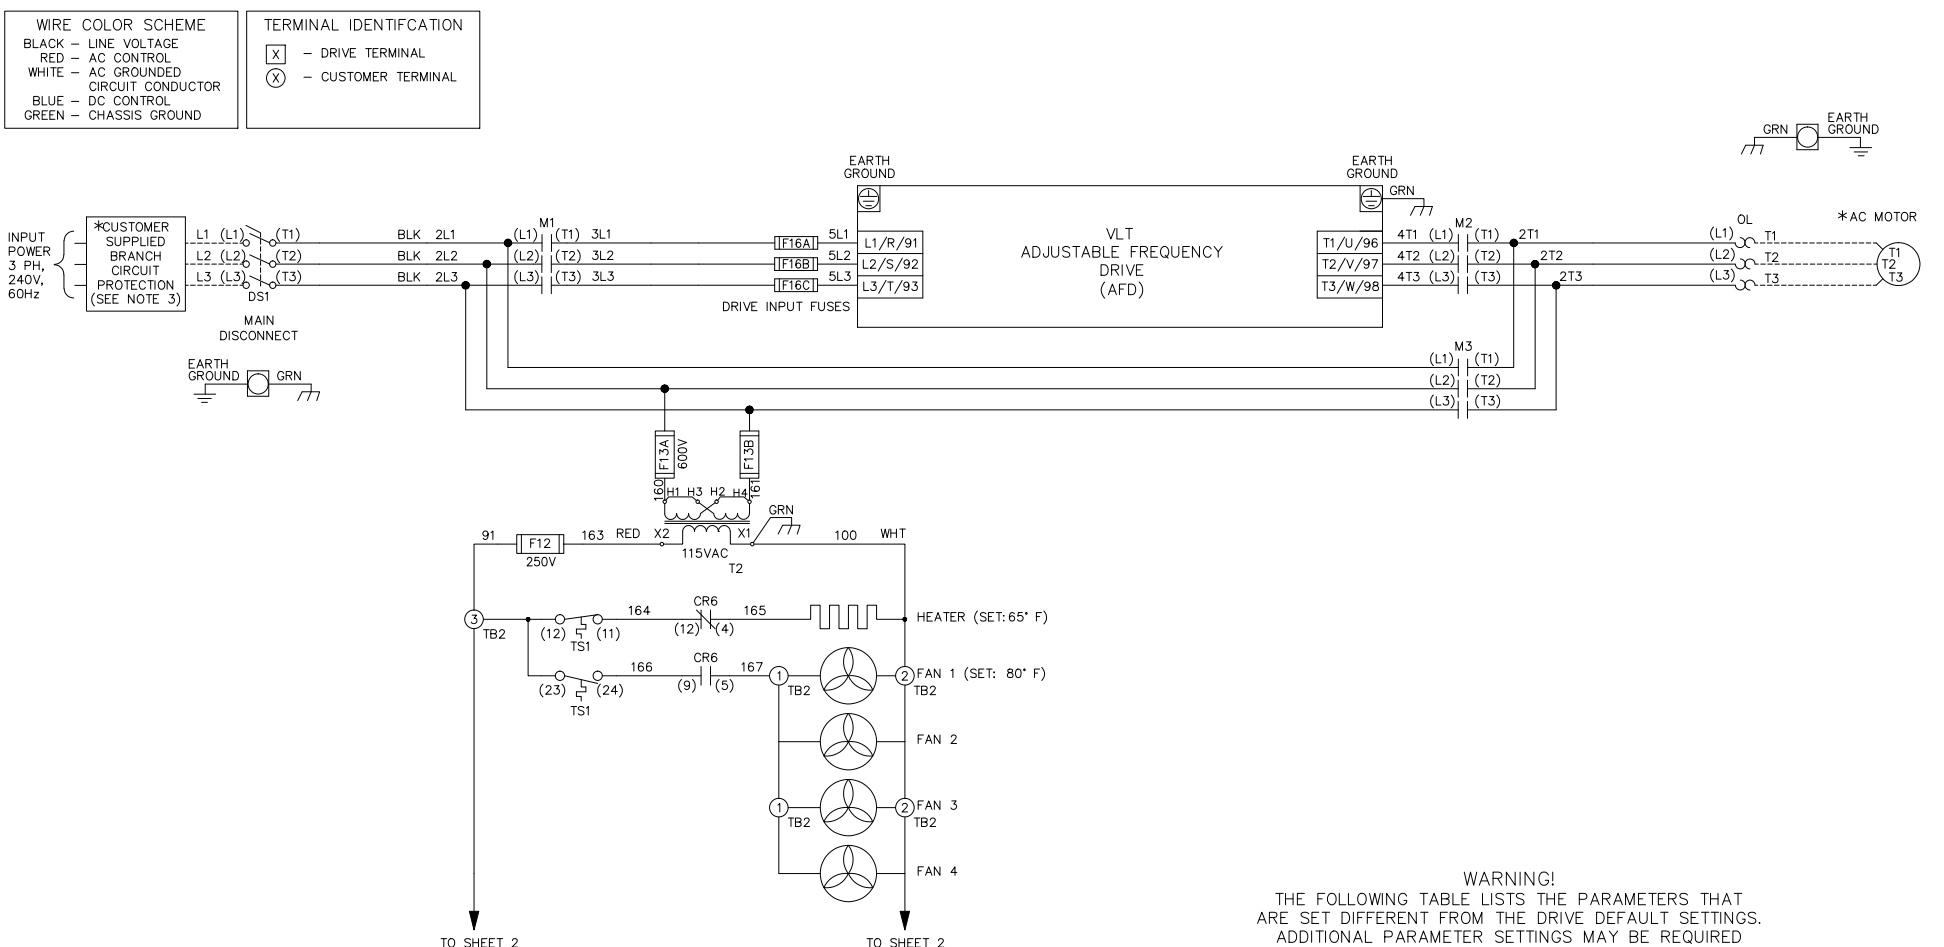 WIRE COLOR SCHEME
BLACK – LINE VOLTAGE
RED – AC CONTROL
WHITE – AC GROUNDED
CIRCUIT CONDUCTOR
BLUE – DC CONTROL
GREEN – CHASSIS GROUND
TERMINAL IDENTIFCATION
X – DRIVE TERMINAL
X – CUSTOMER TERMINAL
GRN
EARTH
GROUND
EARTH
GROUND
EARTH
GROUND
GRN
INPUT
POWER
3 PH,
240V,
60Hz
*CUSTOMER
SUPPLIED
BRANCH
CIRCUIT
PROTECTION
(SEE NOTE 3)
L1 (L1) (T1) BLK 2L1 (L1) M1 (T1) 3L1 F16A 5L1 L1/R/91
L2 (L2) (T2) BLK 2L2 (L2) (T2) 3L2 F16B 5L2 L2/S/92
L3 (L3) (T3) BLK 2L3 (L3) (T3) 3L3 F16C 5L3 L3/T/93
DS1
MAIN
DISCONNECT
DRIVE INPUT FUSES
VLT
ADJUSTABLE FREQUENCY
DRIVE
(AFD)
T1/U/96 4T1 (L1) M2 (T1) 2T1
T2/V/97 4T2 (L2) (T2) 2T2
T3/W/98 4T3 (L3) (T3) 2T3
OL
(L1) T1
(L2) T2
(L3) T3
*AC MOTOR
T1
T2
T3
M3
(L1) (T1)
(L2) (T2)
(L3) (T3)
EARTH
GROUND
GRN
F13A
600V
F13B
160
161
H1 H3 H2 H4
GRN
91 F12 163 RED X2 X1 100 WHT
250V
115VAC
T2
3
TB2
164 CR6 165 HEATER (SET:65° F)
(12) (11) (12) (4)
TS1
166 CR6 167 1 2 FAN 1 (SET: 80° F)
(23) (24) (9) (5) TB2 TB2
TS1
FAN 2
1 2 FAN 3
TB2 TB2
FAN 4
TO SHEET 2
TO SHEET 2
WARNING!
THE FOLLOWING TABLE LISTS THE PARAMETERS THAT
ARE SET DIFFERENT FROM THE DRIVE DEFAULT SETTINGS.
ADDITIONAL PARAMETER SETTINGS MAY BE REQUIRED